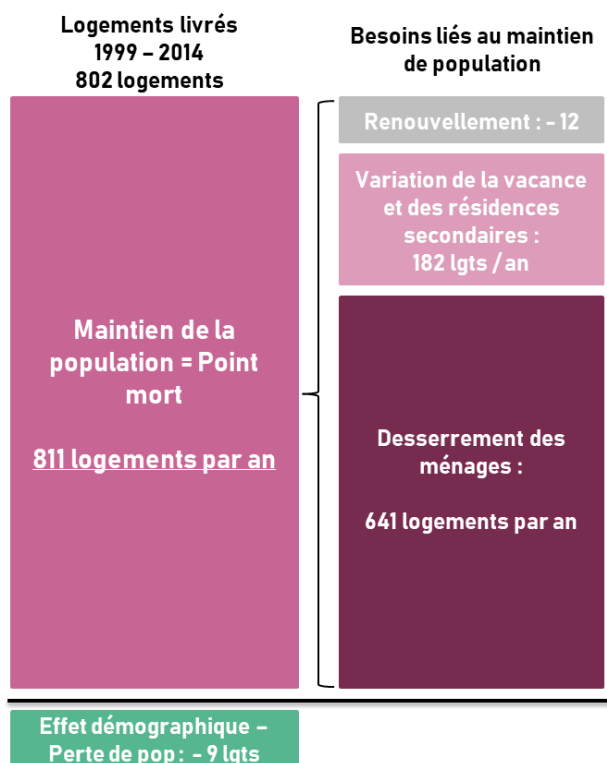 Logements livrés
1999 – 2014
802 logements
Maintien de la
population = Point
mort
811 logements par an
Effet démographique –
Perte de pop : - 9 lgts
Besoins liés au maintien
de population
Renouvellement : - 12
Variation de la vacance
et des résidences
secondaires :
182 lgts / an
Desserrement des
ménages :
641 logements par an